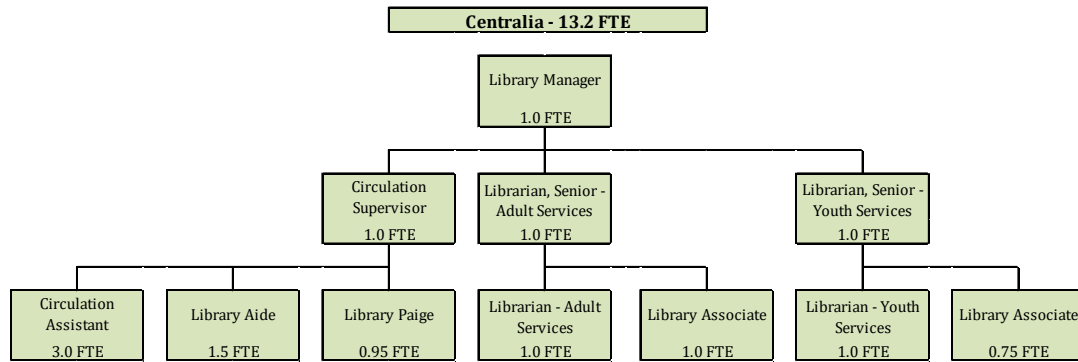 Centralia - 13.2 FTE
Library Manager
1.0 FTE
Circulation
Supervisor
1.0 FTE
Librarian, Senior -
Adult Services
1.0 FTE
Librarian, Senior -
Youth Services
1.0 FTE
Circulation
Assistant
3.0 FTE
Library Aide
1.5 FTE
Library Paige
0.95 FTE
Librarian - Adult
Services
1.0 FTE
Library Associate
1.0 FTE
Librarian - Youth
Services
1.0 FTE
Library Associate
0.75 FTE